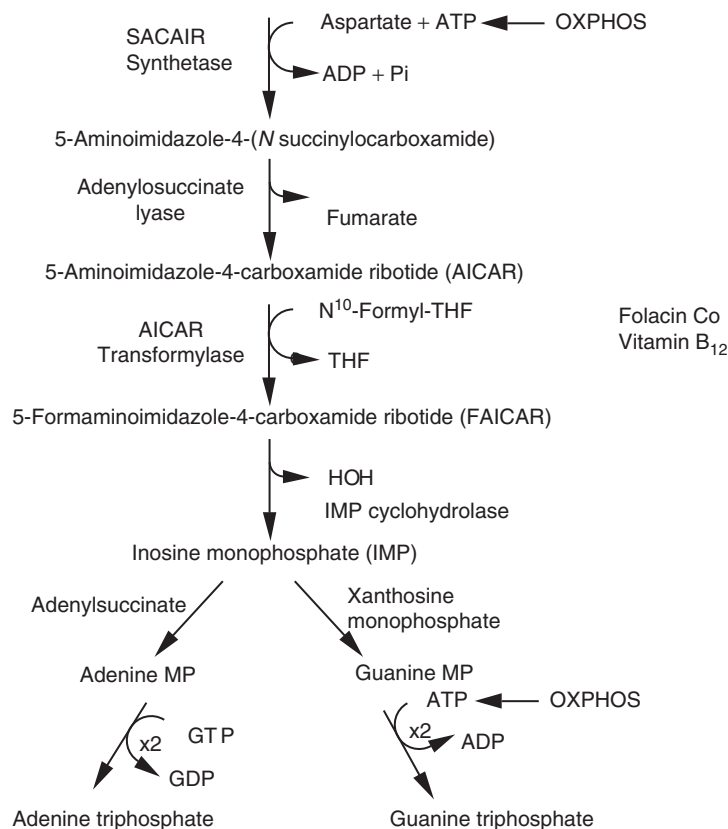 SACAIR
Synthetase
Aspartate + ATP
OXPHOS
ADP + Pi
5-Aminoimidazole-4-(N succinylocarboxamide)
Adenylosuccinate
lyase
Fumarate
5-Aminoimidazole-4-carboxamide ribotide (AICAR)
N¹⁰-Formyl-THF
AICAR
Transformylase
THF
Folacin Co
Vitamin B₁₂
5-Formaminoimidazole-4-carboxamide ribotide (FAICAR)
HOH
IMP cyclohydrolase
Inosine monophosphate (IMP)
Adenylsuccinate
Xanthosine
monophosphate
Adenine MP
Guanine MP
x2
GTP
GDP
ATP
OXPHOS
x2
ADP
Adenine triphosphate
Guanine triphosphate